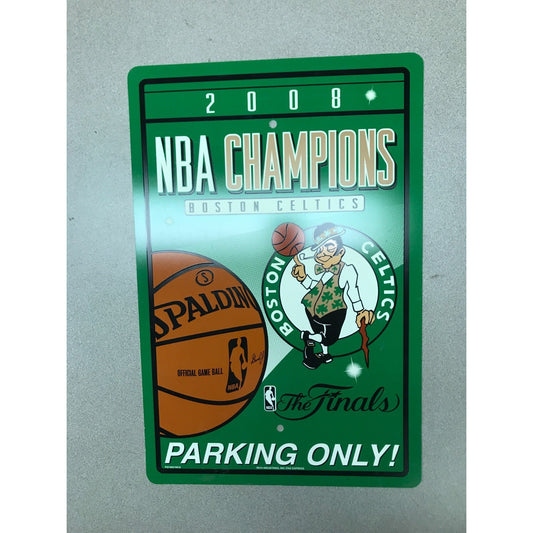 2008
NBA CHAMPIONS
BOSTON CELTICS
BOSTON CELTICS
SPALDING
OFFICIAL GAME BALL
NBA
The Finals
PARKING ONLY!